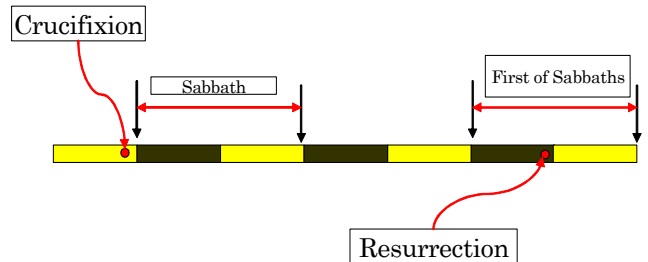 Crucifixion
Sabbath
First of Sabbaths
Resurrection